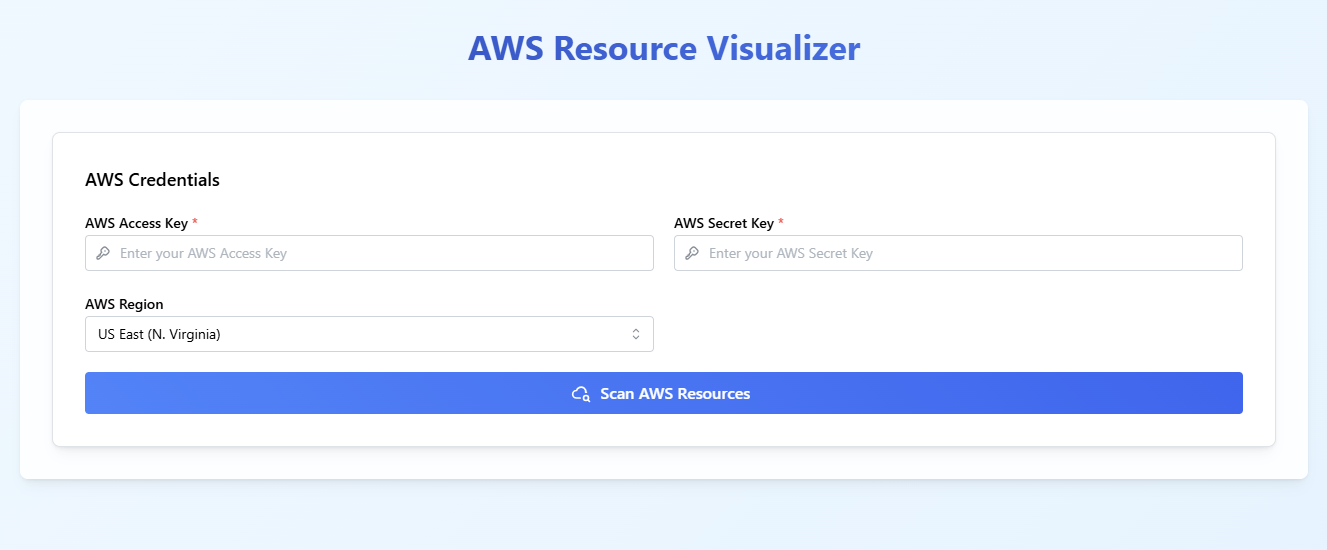 AWS Resource Visualizer
AWS Credentials
AWS Access Key *
Enter your AWS Access Key
AWS Secret Key *
Enter your AWS Secret Key
AWS Region
US East (N. Virginia)
Scan AWS Resources